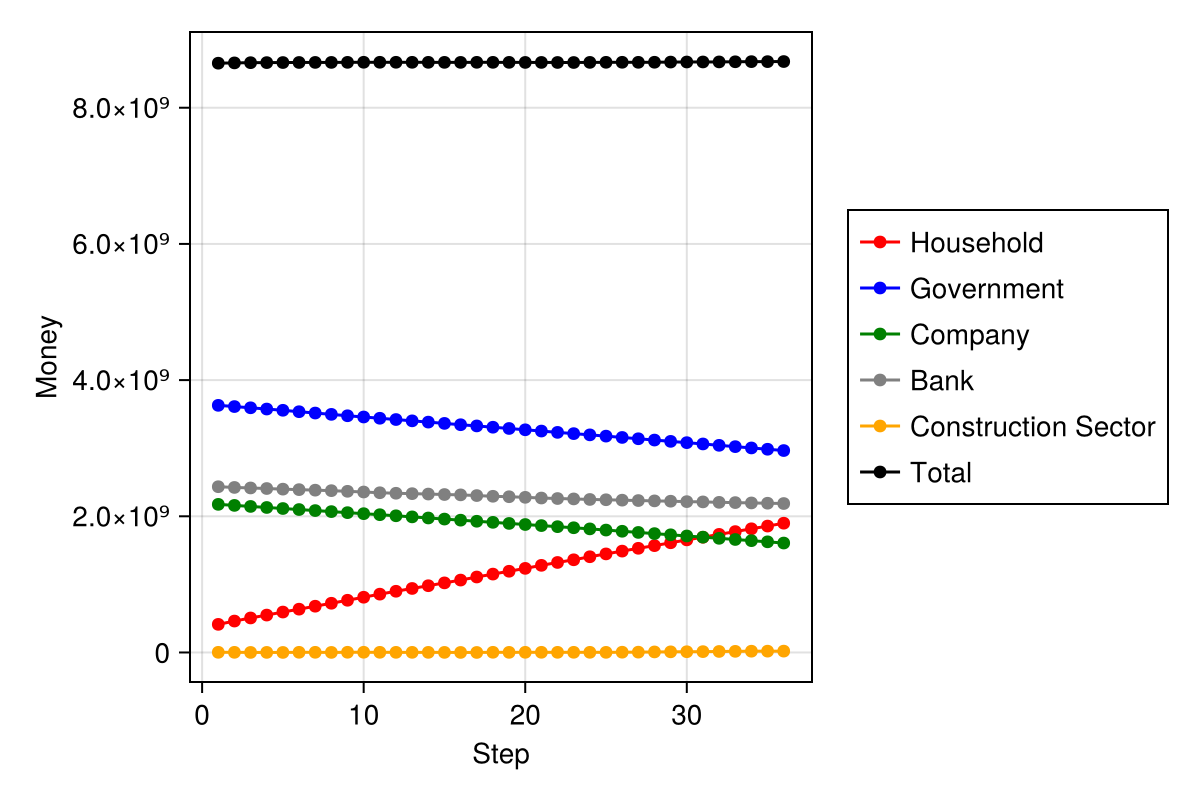 8.0×10⁹
6.0×10⁹
4.0×10⁹
2.0×10⁹
0
Money
0 10 20 30
Step
Household
Government
Company
Bank
Construction Sector
Total